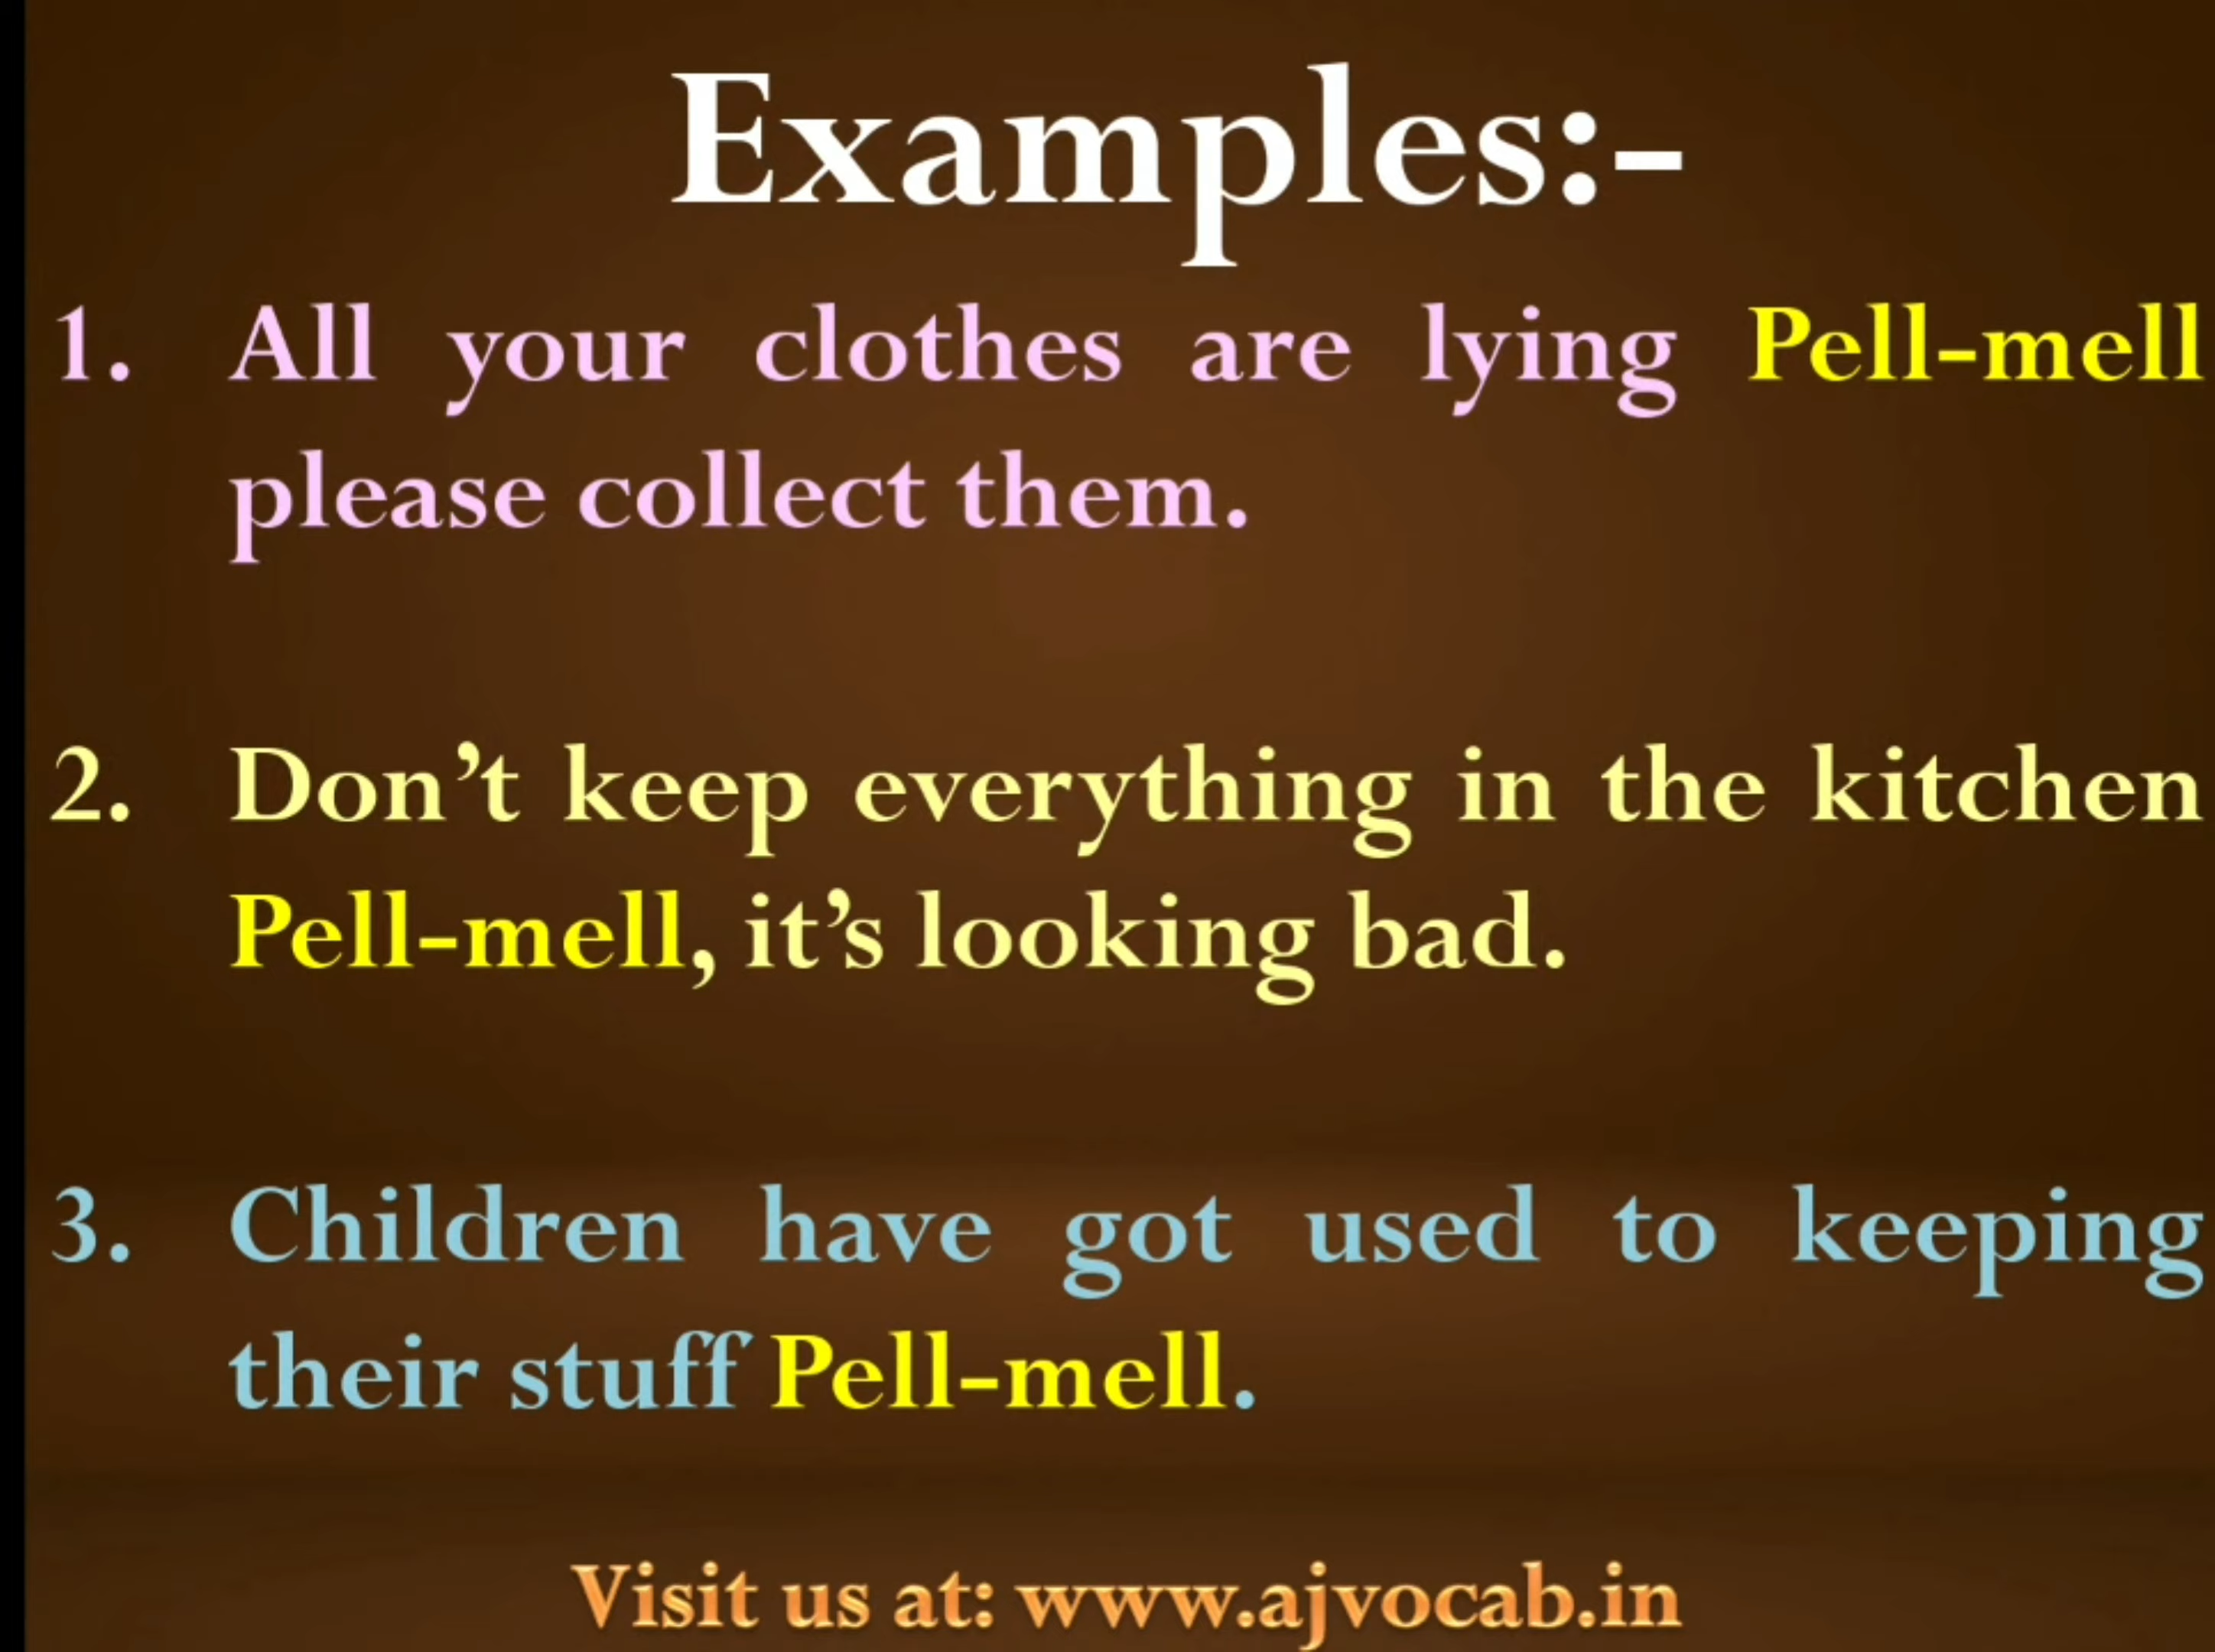 Examples:-
1. All your clothes are lying Pell-mell
please collect them.
2. Don’t keep everything in the kitchen
Pell-mell, it’s looking bad.
3. Children have got used to keeping
their stuff Pell-mell.
Visit us at: www.ajvocab.in